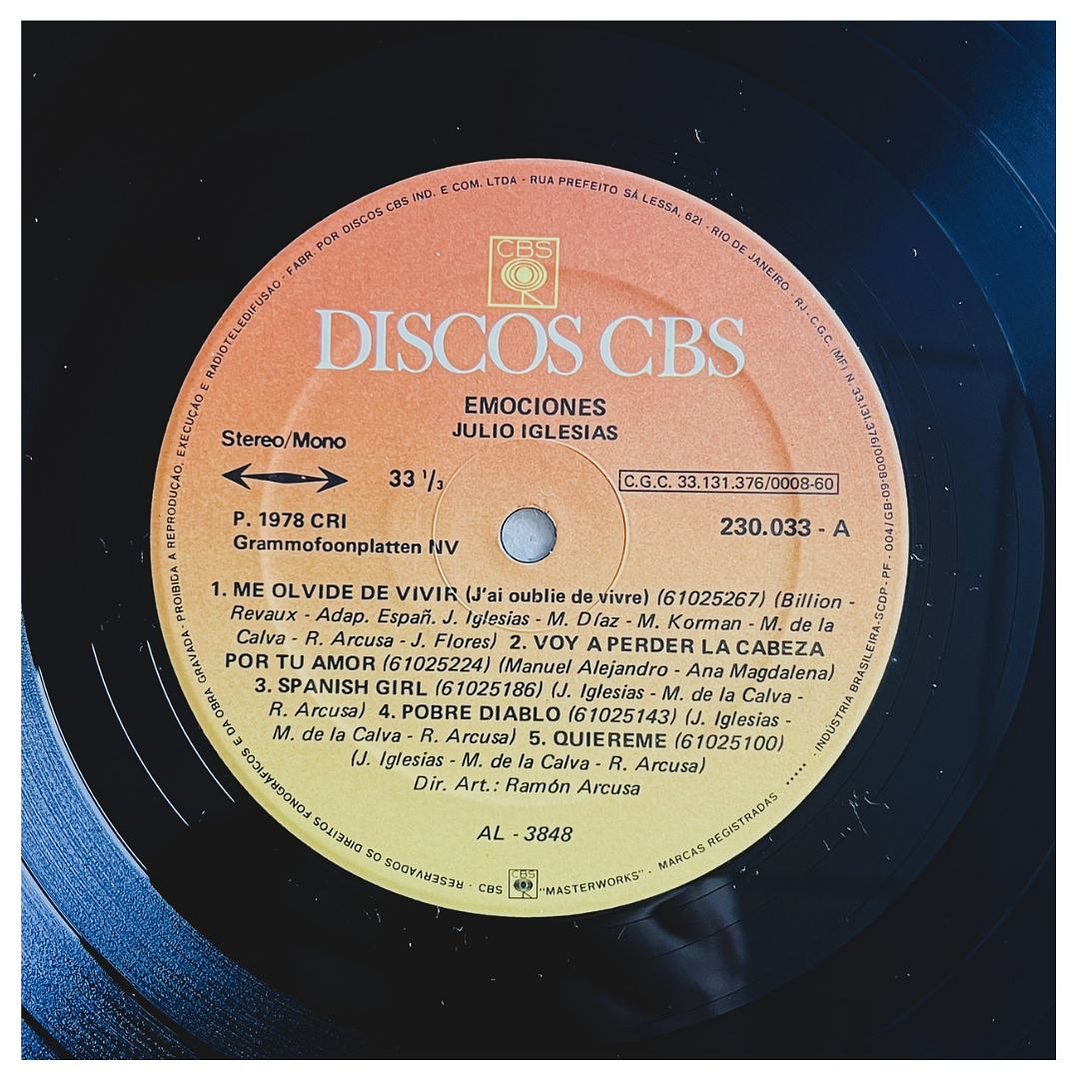 CBS
DISCOS CBS
EMOCIONES
JULIO IGLESIAS
Stereo/Mono
33 1/3
C.G.C. 33.131.376/0008-60
P. 1978 CRI
Grammofoonplatten NV
230.033 - A
1. ME OLVIDE DE VIVIR (J'ai oublie de vivre) (61025267) (Billion -
Revaux - Adap. Españ. J. Iglesias - M. Díaz - M. Korman - M. de la
Calva - R. Arcusa - J. Flores) 2. VOY A PERDER LA CABEZA
POR TU AMOR (61025224) (Manuel Alejandro - Ana Magdalena)
3. SPANISH GIRL (61025186) (J. Iglesias - M. de la Calva -
R. Arcusa) 4. POBRE DIABLO (61025143) (J. Iglesias -
M. de la Calva - R. Arcusa) 5. QUIEREME (61025100)
(J. Iglesias - M. de la Calva - R. Arcusa)
Dir. Art.: Ramón Arcusa
AL - 3848
RESERVADOS OS DIREITOS FONOGRÁFICOS E DA OBRA GRAVADA - PROIBIDA A REPRODUÇÃO, EXECUÇÃO E RADIOTELEDIFUSÃO - FABR. POR DISCOS CBS IND. E COM. LTDA - RUA PREFEITO SÁ LESSA, 621 - RIO DE JANEIRO - RJ - C.G.C. (MF) N. 33.131.379/0008-60/GB-004 - PF - SCDP - INDÚSTRIA BRASILEIRA -
CBS CBS "MASTERWORKS" - MARCAS REGISTRADAS